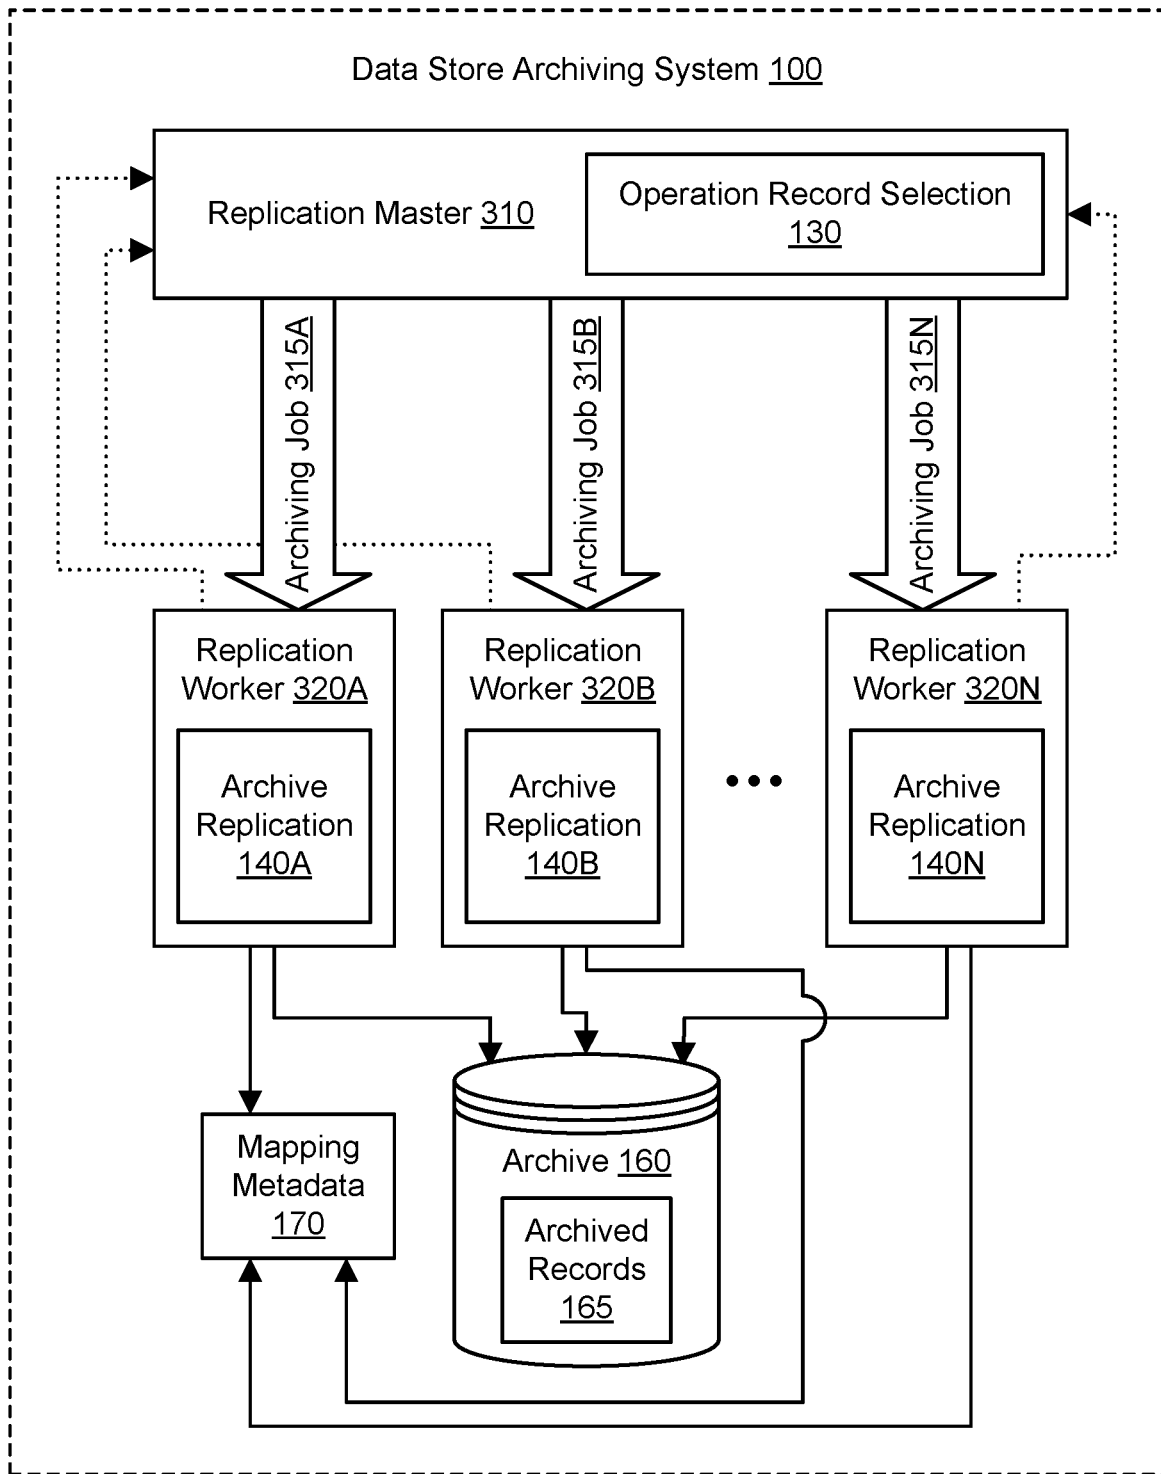 Data Store Archiving System 100
Replication Master 310
Operation Record Selection
130
Archiving Job 315A
Archiving Job 315B
Archiving Job 315N
Replication
Worker 320A
Archive
Replication
140A
Replication
Worker 320B
Archive
Replication
140B
•••
Replication
Worker 320N
Archive
Replication
140N
Mapping
Metadata
170
Archive 160
Archived
Records
165